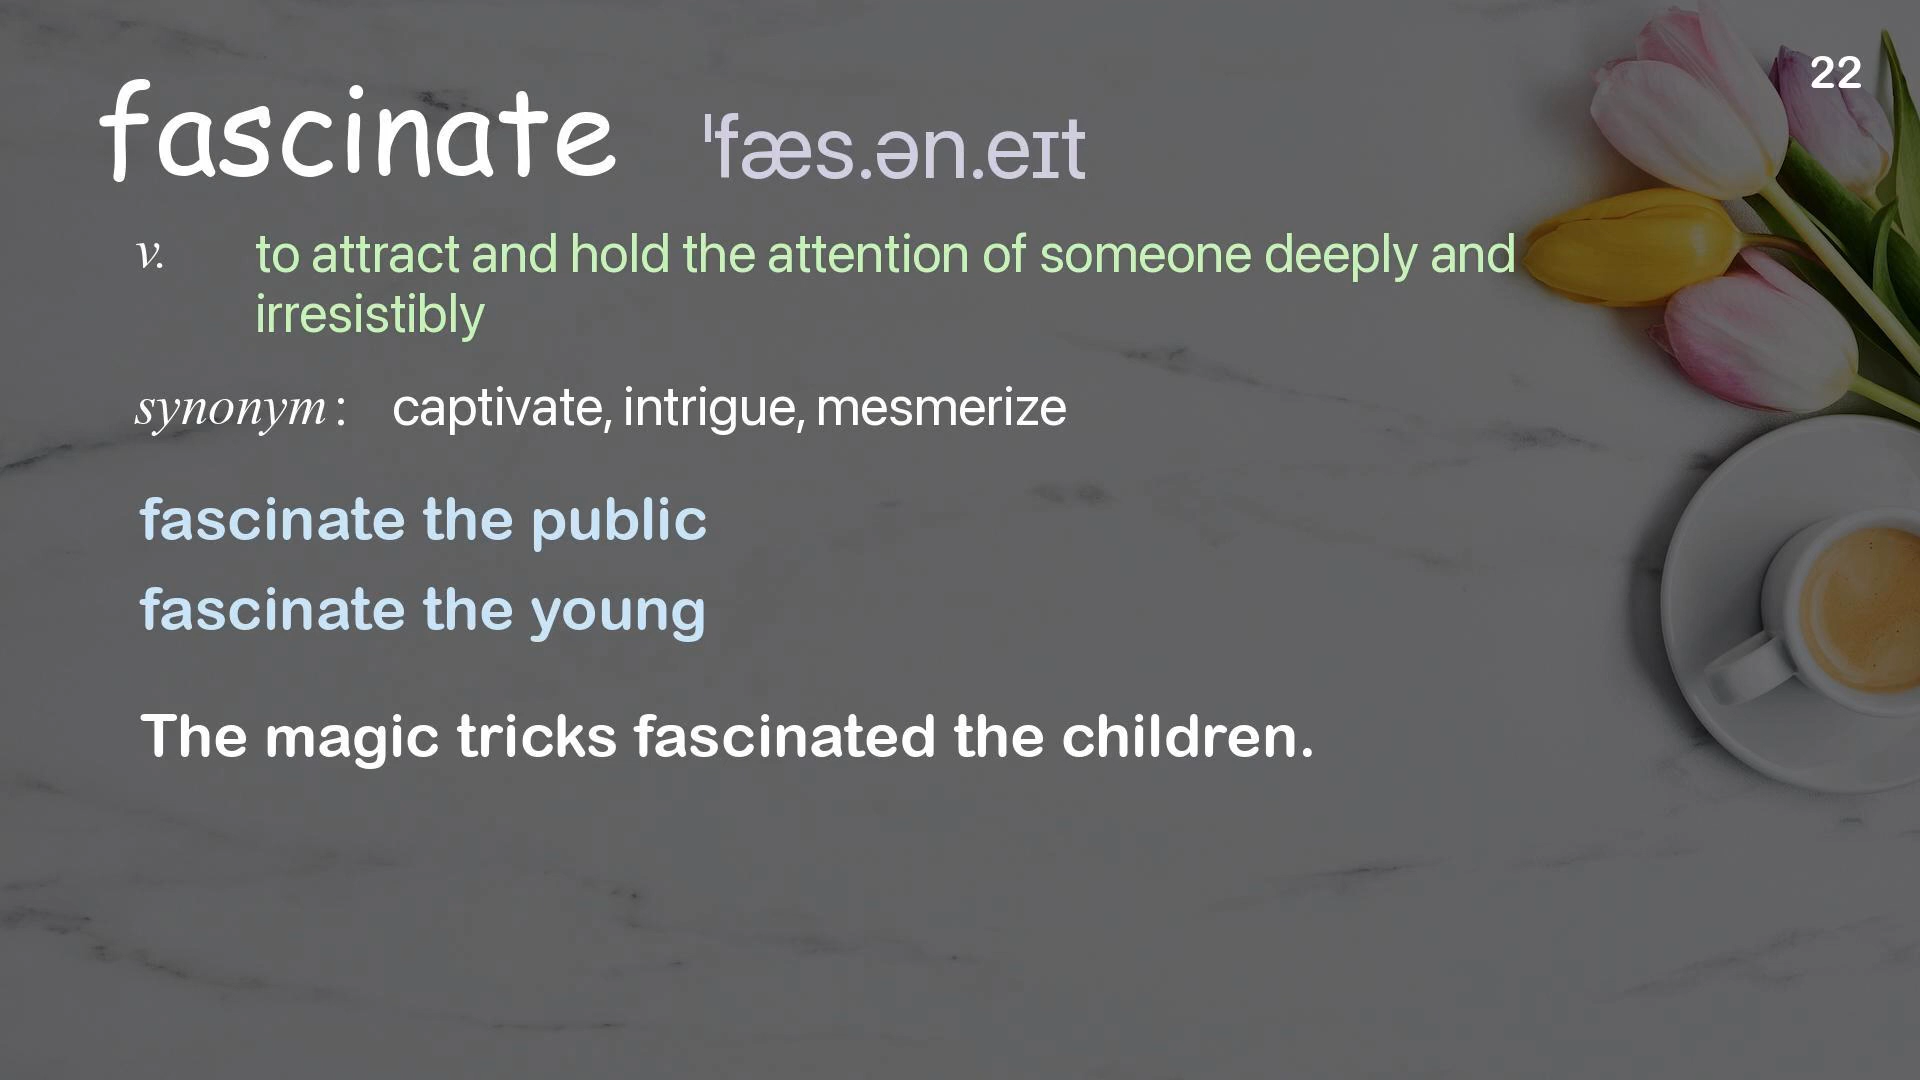 22
fascinate ˈfæs.ən.eɪt
v. to attract and hold the attention of someone deeply and
irresistibly
synonym: captivate, intrigue, mesmerize
fascinate the public
fascinate the young
The magic tricks fascinated the children.